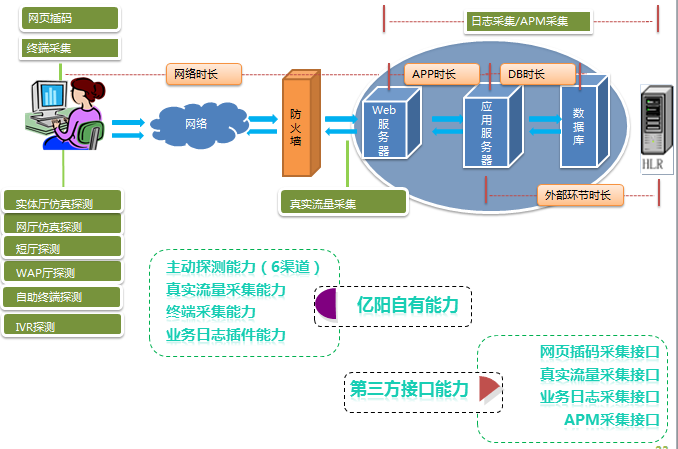 网页插码
日志采集/APM采集
终端采集
网络时长
APP时长
DB时长
网络
防火墙
Web服务器
应用服务器
数据库
HLR
外部环节时长
真实流量采集
实体厅仿真探测
网厅仿真探测
短厅探测
WAP厅探测
自助终端探测
IVR探测
主动探测能力（6渠道）
真实流量采集能力
终端采集能力
业务日志插件能力
亿阳自有能力
第三方接口能力
网页插码采集接口
真实流量采集接口
业务日志采集接口
APM采集接口